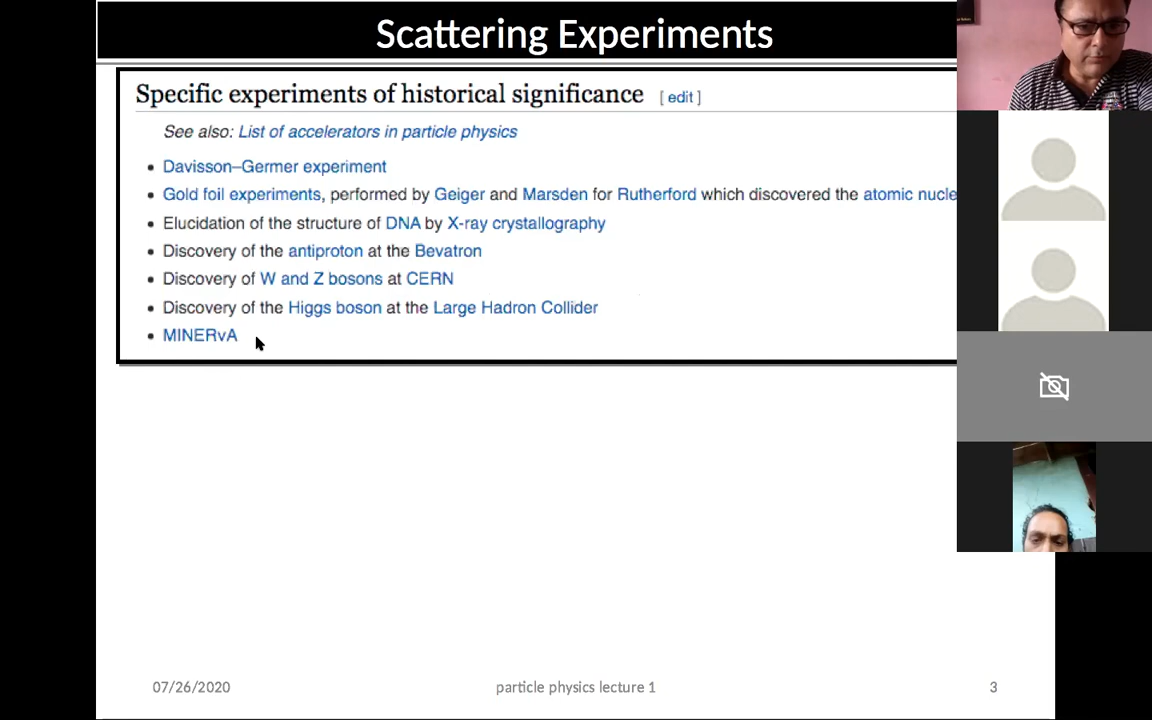 Scattering Experiments
Specific experiments of historical significance [ edit ]
See also: List of accelerators in particle physics
• Davisson–Germer experiment
• Gold foil experiments, performed by Geiger and Marsden for Rutherford which discovered the atomic nucle
• Elucidation of the structure of DNA by X-ray crystallography
• Discovery of the antiproton at the Bevatron
• Discovery of W and Z bosons at CERN
• Discovery of the Higgs boson at the Large Hadron Collider
• MINERvA
07/26/2020 particle physics lecture 1 3